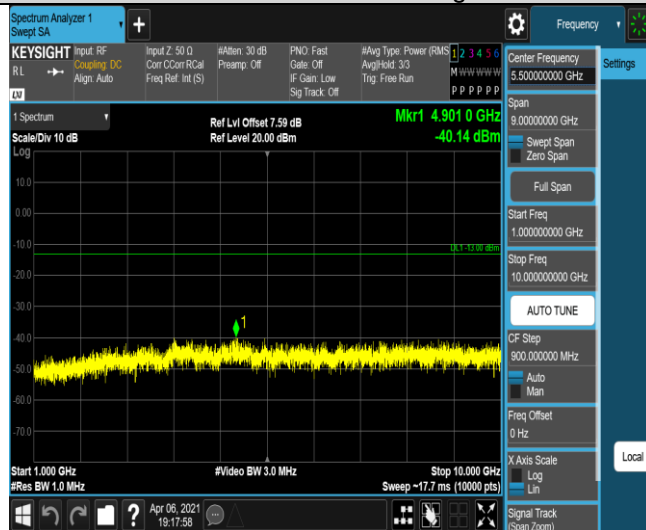 Spectrum Analyzer 1
Swept SA
Frequency
KEYSIGHT
RL
LXI
Input: RF
Coupling: DC
Align: Auto
Input Z: 50 Ω
Corr CCorr RCal
Freq Ref: Int (S)
#Atten: 30 dB
Preamp: Off
PNO: Fast
Gate: Off
IF Gain: Low
Sig Track: Off
#Avg Type: Power (RMS
Avg|Hold: 3/3
Trig: Free Run
1 2 3 4 5 6
M W W W W W
P P P P P P
1 Spectrum
Scale/Div 10 dB
Log
Ref Lvl Offset 7.59 dB
Ref Level 20.00 dBm
Mkr1 4.901 0 GHz
-40.14 dBm
10.0
0.00
-10.0
DL1 -13.00 dBm
-20.0
-30.0
1
-40.0
-50.0
-60.0
-70.0
Start 1.000 GHz
#Res BW 1.0 MHz
#Video BW 3.0 MHz
Stop 10.000 GHz
Sweep ~17.7 ms (10000 pts)
?
Apr 06, 2021
19:17:58
Center Frequency
5.500000000 GHz
Span
9.00000000 GHz
Swept Span
Zero Span
Full Span
Start Freq
1.000000000 GHz
Stop Freq
10.000000000 GHz
AUTO TUNE
CF Step
900.000000 MHz
Auto
Man
Freq Offset
0 Hz
X Axis Scale
Log
Lin
Signal Track
(Span Zoom)
Settings
Local